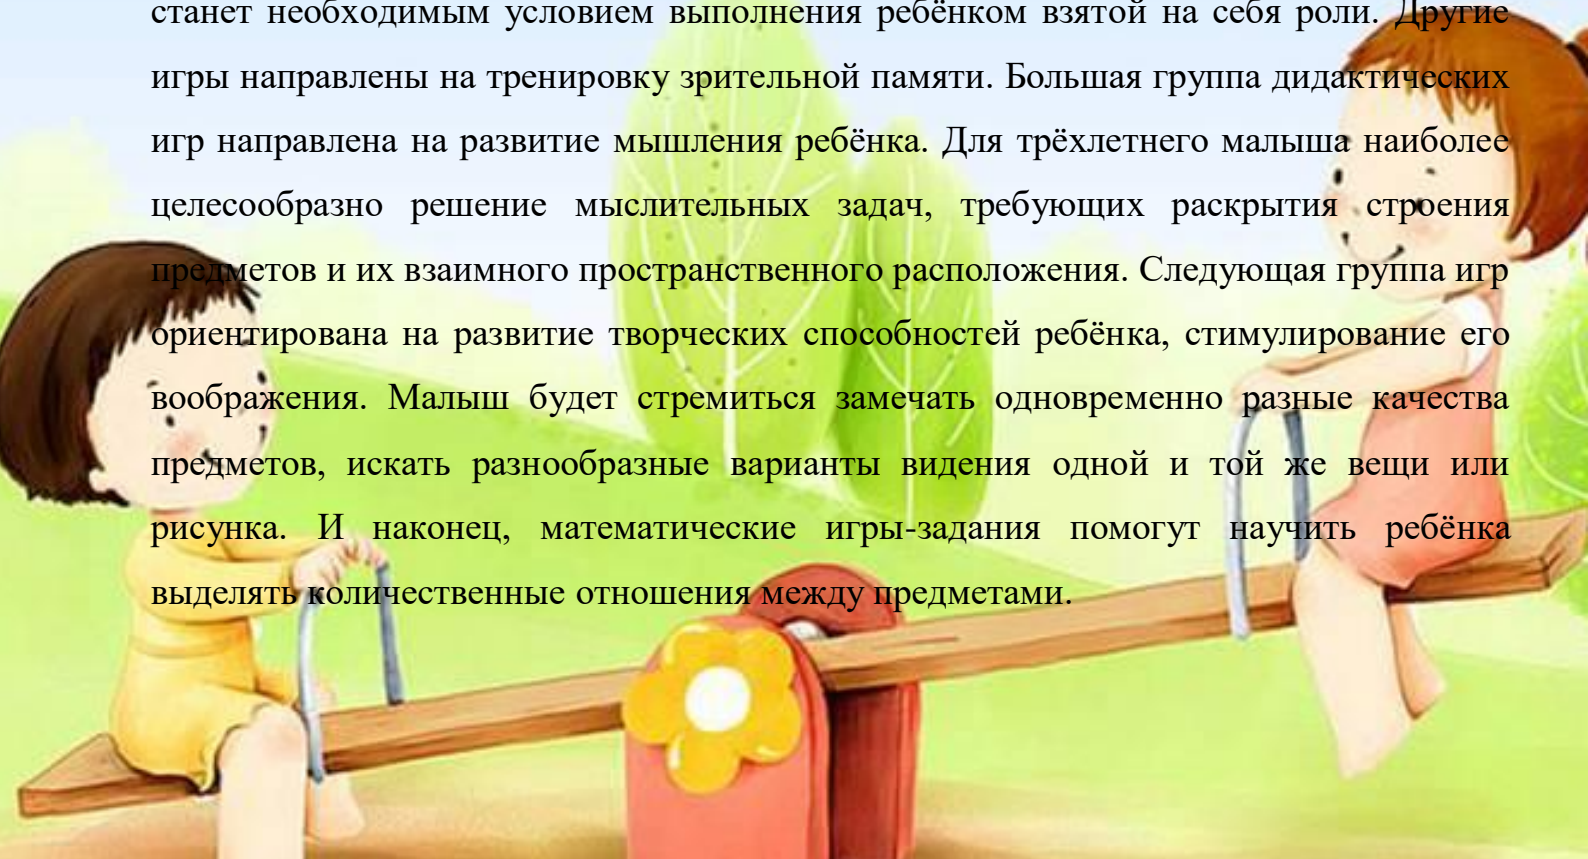 станет необходимым условием выполнения ребёнком взятой на себя роли. Другие
игры направлены на тренировку зрительной памяти. Большая группа дидактических
игр направлена на развитие мышления ребёнка. Для трёхлетнего малыша наиболее
целесообразно решение мыслительных задач, требующих раскрытия строения
предметов и их взаимного пространственного расположения. Следующая группа игр
ориентирована на развитие творческих способностей ребёнка, стимулирование его
воображения. Малыш будет стремиться замечать одновременно разные качества
предметов, искать разнообразные варианты видения одной и той же вещи или
рисунка. И наконец, математические игры-задания помогут научить ребёнка
выделять количественные отношения между предметами.